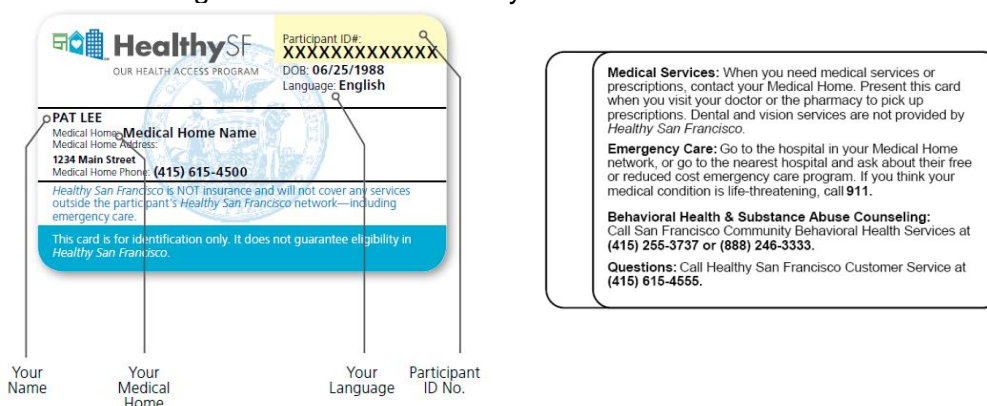 HealthySF
OUR HEALTH ACCESS PROGRAM
Participant ID#:
XXXXXXXXXXXXX
DOB: 06/25/1988
Language: English
PAT LEE
Medical Home: Medical Home Name
Medical Home Address:
1234 Main Street
Medical Home Phone: (415) 615-4500
Healthy San Francisco is NOT insurance and will not cover any services
outside the participant's Healthy San Francisco network—including
emergency care.
This card is for identification only. It does not guarantee eligibility in
Healthy San Francisco.
Your
Name
Your
Medical
Home
Your
Language
Participant
ID No.
Medical Services: When you need medical services or
prescriptions, contact your Medical Home. Present this card
when you visit your doctor or the pharmacy to pick up
prescriptions. Dental and vision services are not provided by
Healthy San Francisco.
Emergency Care: Go to the hospital in your Medical Home
network, or go to the nearest hospital and ask about their free
or reduced cost emergency care program. If you think your
medical condition is life-threatening, call 911.
Behavioral Health & Substance Abuse Counseling:
Call San Francisco Community Behavioral Health Services at
(415) 255-3737 or (888) 246-3333.
Questions: Call Healthy San Francisco Customer Service at
(415) 615-4555.